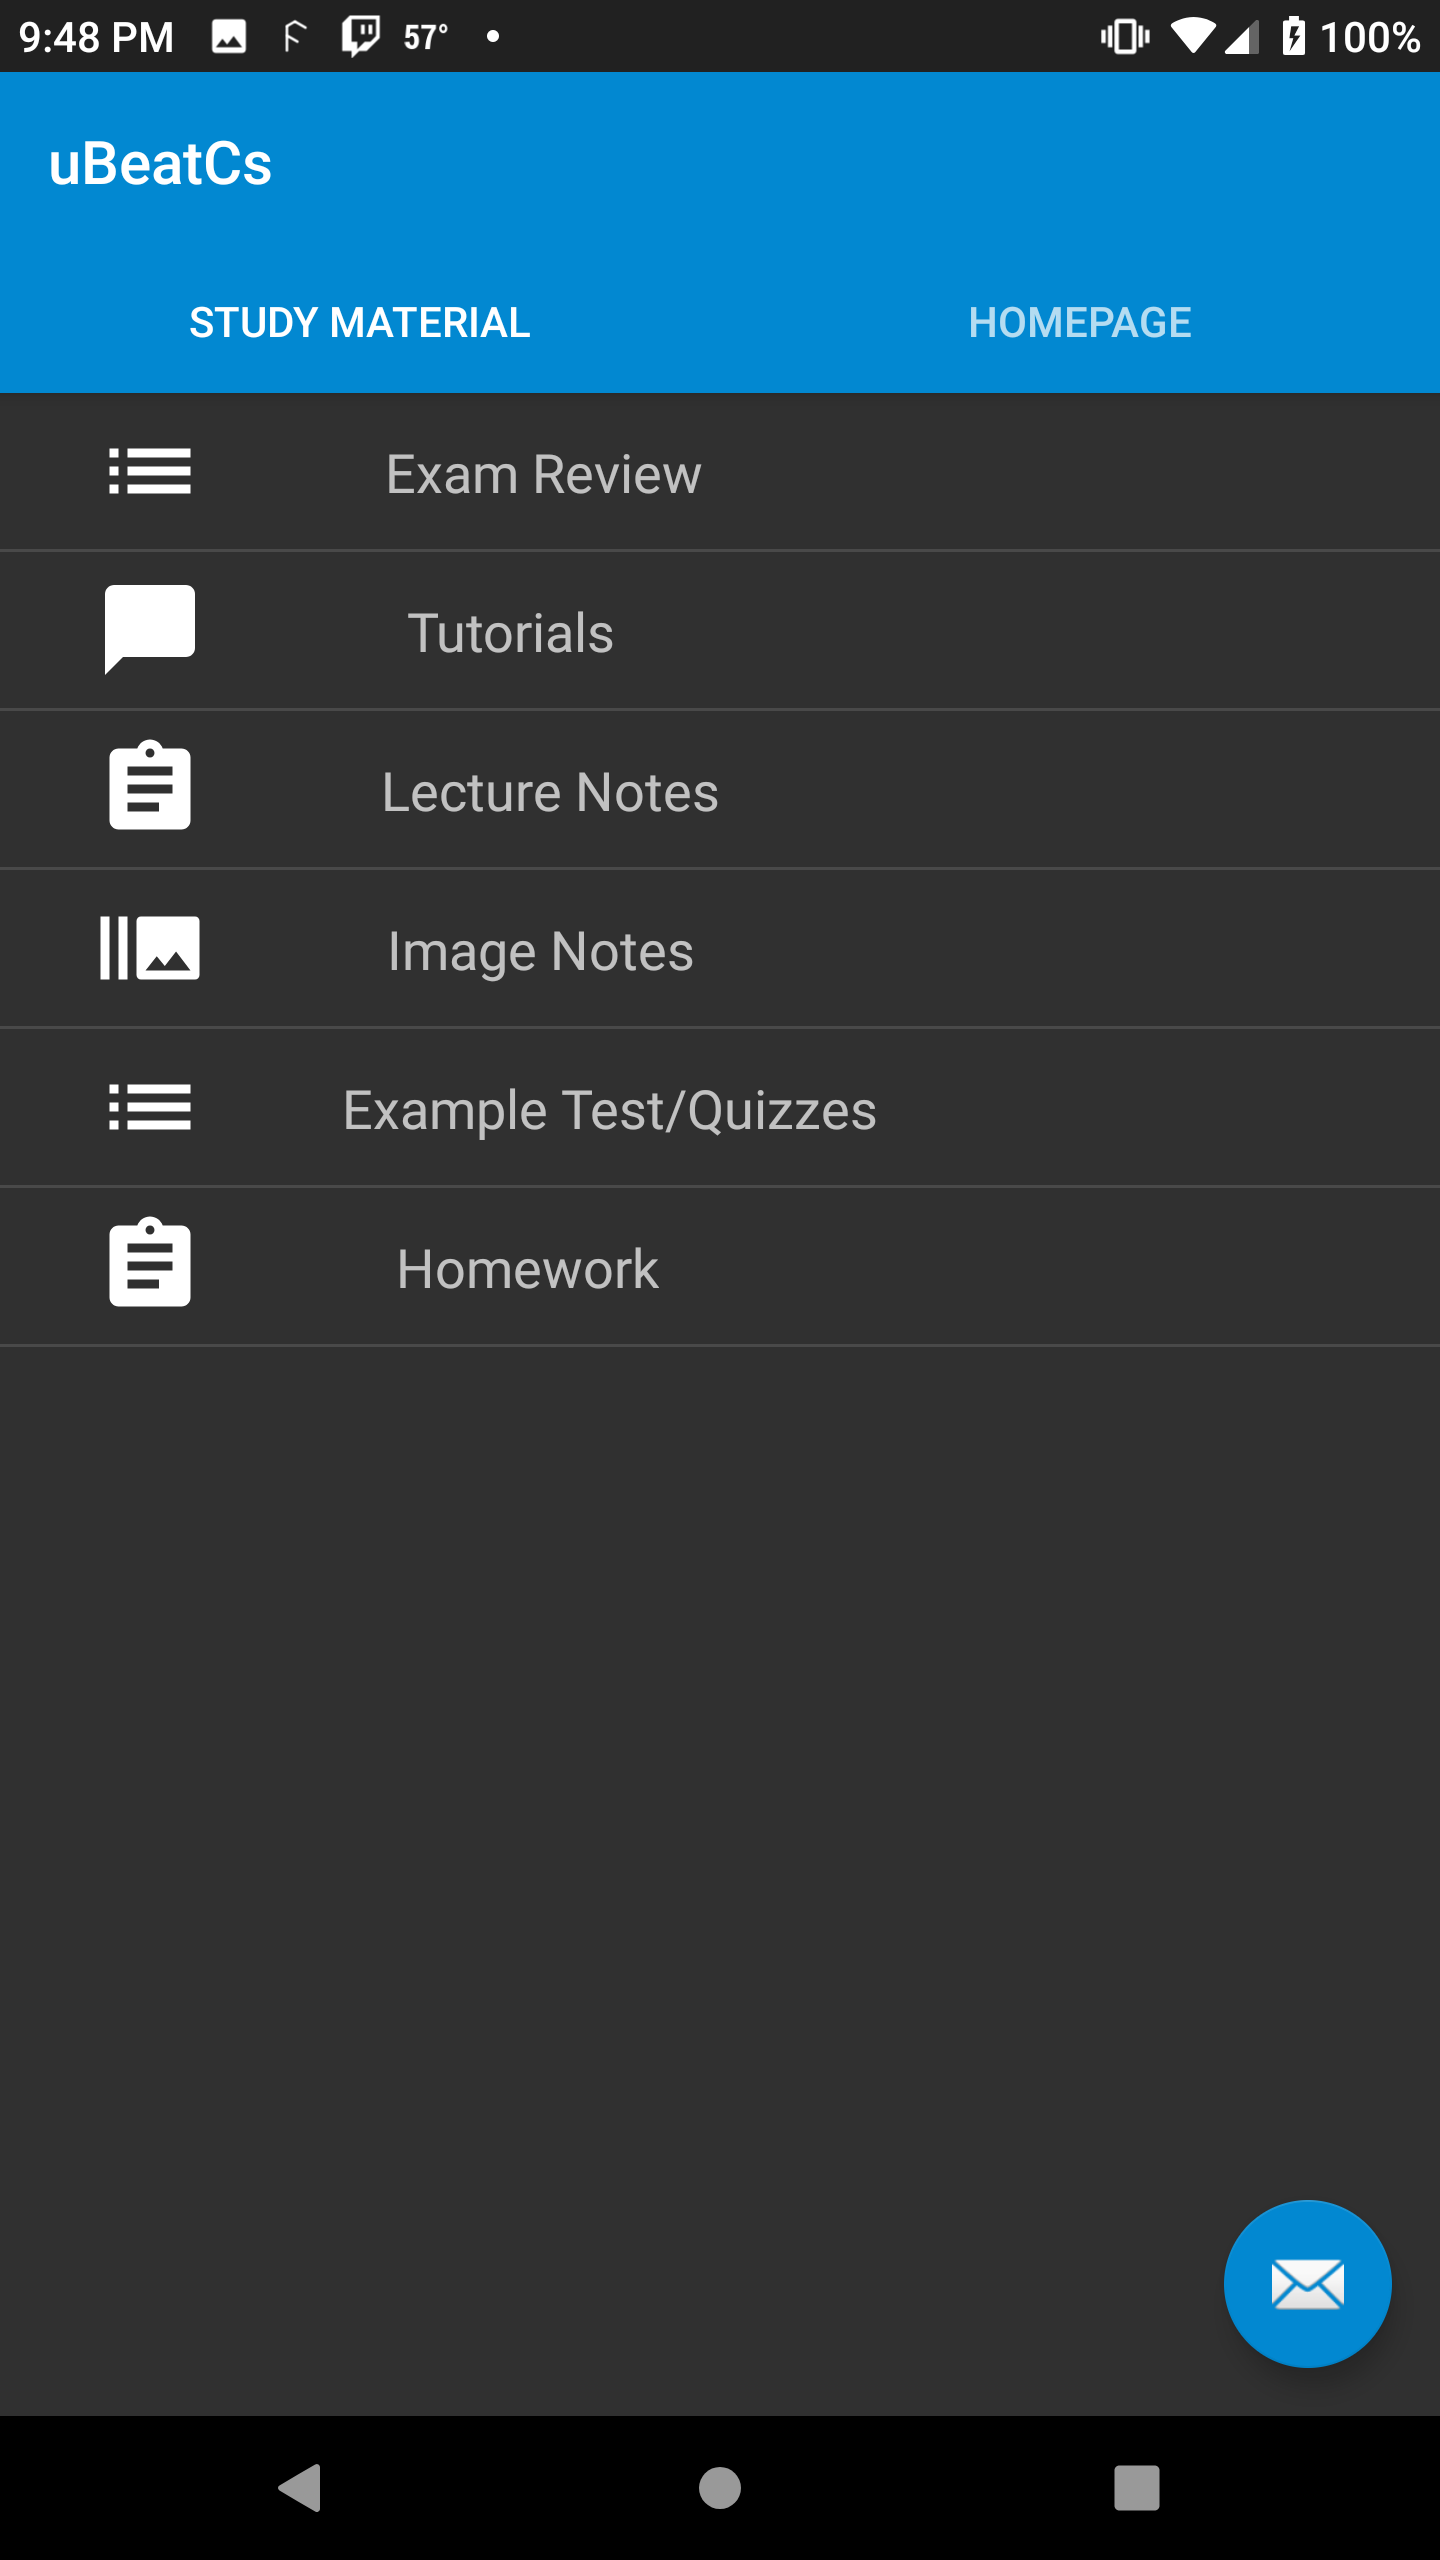 9:48 PM 57° 100%
uBeatCs
STUDY MATERIAL HOMEPAGE
Exam Review
Tutorials
Lecture Notes
Image Notes
Example Test/Quizzes
Homework